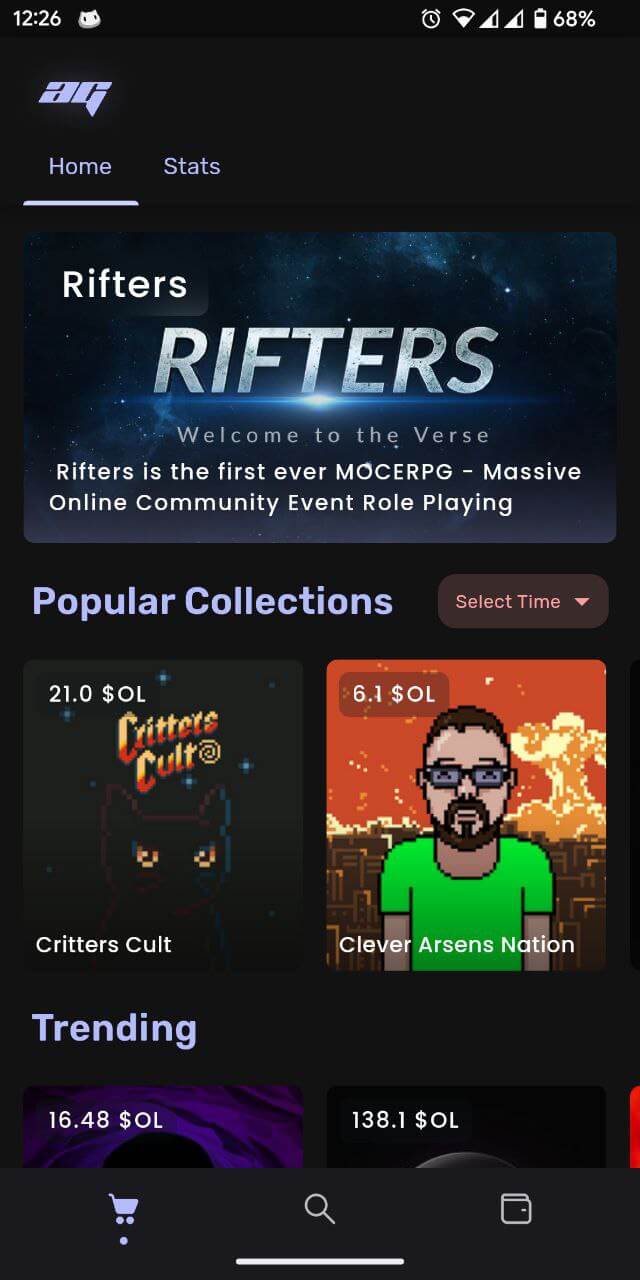 12:26
68%
ag
Home
Stats
Rifters
RIFTERS
Welcome to the Verse
Rifters is the first ever MOCERPG - Massive
Online Community Event Role Playing
Popular Collections
Select Time
21.0 $OL
6.1 $OL
Critters
Cult
Critters Cult
Clever Arsens Nation
Trending
16.48 $OL
138.1 $OL